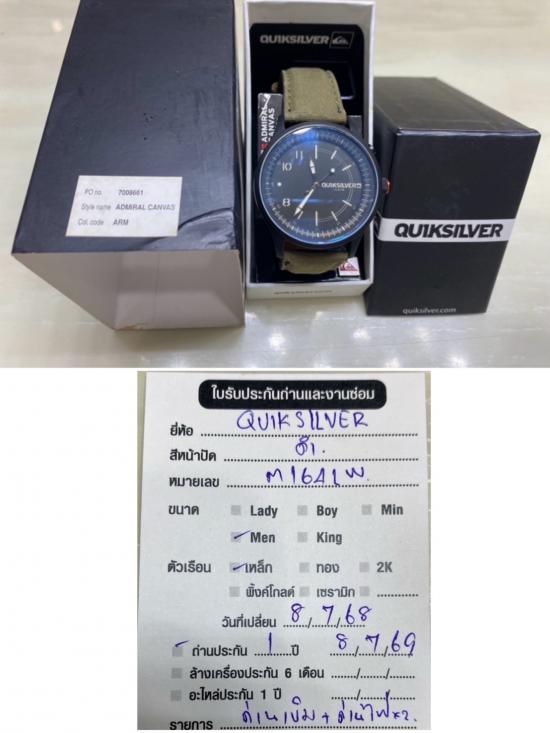 QUIKSILVER
PO no. 7008661
Style name ADMIRAL CANVAS
Col. code ARM
ADMIRAL
CANVAS
12
10
8
QUIKSILVER
QUIKSILVER
quiksilver.com
ใบรับประกันถ่านและงานซ่อม
ยี่ห้อ QUIKSILVER
สีหน้าปัด ดำ.
หมายเลข M164LW.
ขนาด Lady Boy Min
Men King
ตัวเรือน เหล็ก ทอง 2K
พิ้งค์โกลด์ เซรามิก
วันที่เปลี่ยน 8/7/68
ถ่านประกัน 1 ปี 8/7/69
ล้างเครื่องประกัน 6 เดือน
อะไหล่ประกัน 1 ปี
รายการ